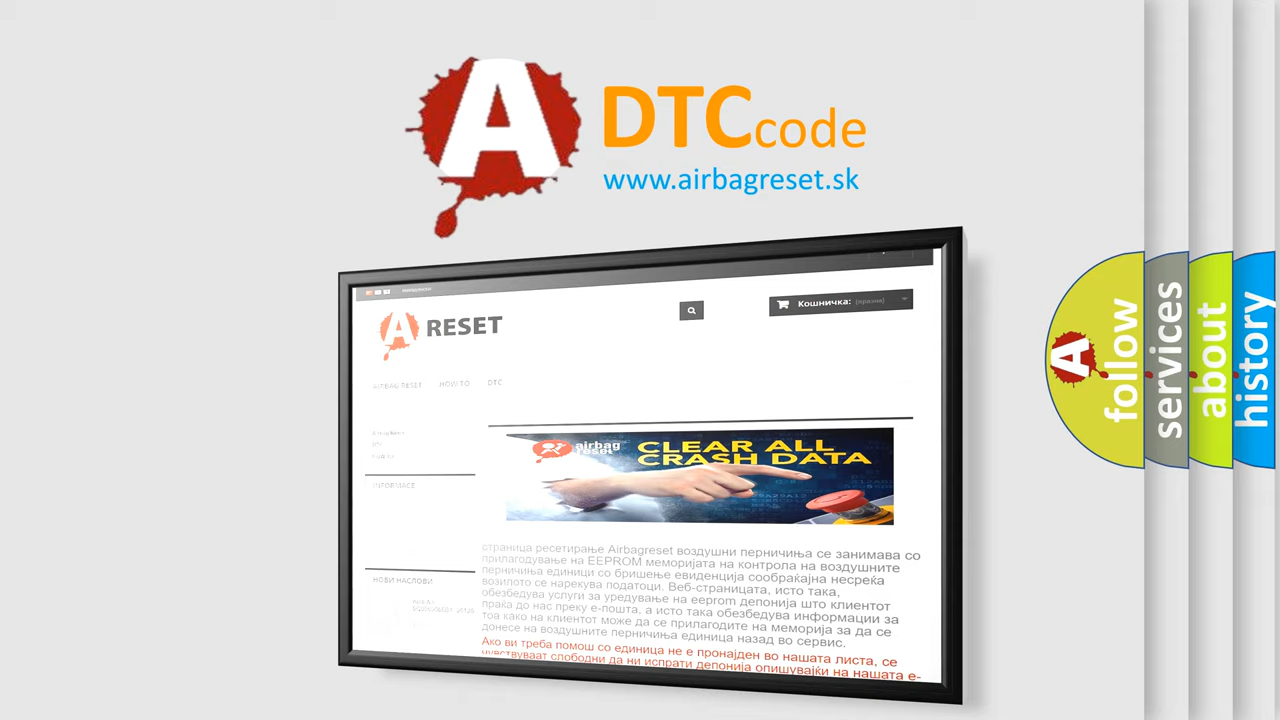 A
DTC code
www.airbagreset.sk
A RESET
Кошничка: (празни)
AIRBAG RESET HOW TO DTC
airbag
reset
CLEAR ALL
CRASH DATA
INFORMACE
НОВИ НАСЛОВИ
страница ресетирање Airbagreset воздушни перничиња се занимава со
прилагодување на EEPROM меморијата на контрола на воздушните
перничиња единици со бришење евиденција сообраќајна несреќа
возилото се нарекува податоци. Веб-страницата, исто така,
обезбедува услуги за уредување на eeprom депонија што клиентот
праќа до нас преку е-пошта, а исто така обезбедува информации за
тоа како на клиентот може да се прилагодите на меморија за да се
донесе на воздушните перничиња единица назад во сервис.
Ако ви треба помош со единица не е пронајден во нашата листа, се
чувствуваат слободни да ни испрати депонија опишувајќи на нашата е-
A
follow
services
about
history